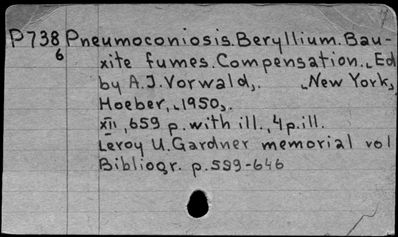 P738 Pneumoconiosis. Beryllium. Bau-
6 xite fumes. Compensation. Ed
by A.J. Vorwald. New York,
Hoeber, 1950.
XII, 659 p. with ill., 4 p. ill.
Leroy U. Gardner memorial vol
Bibliogr. p. 599-646